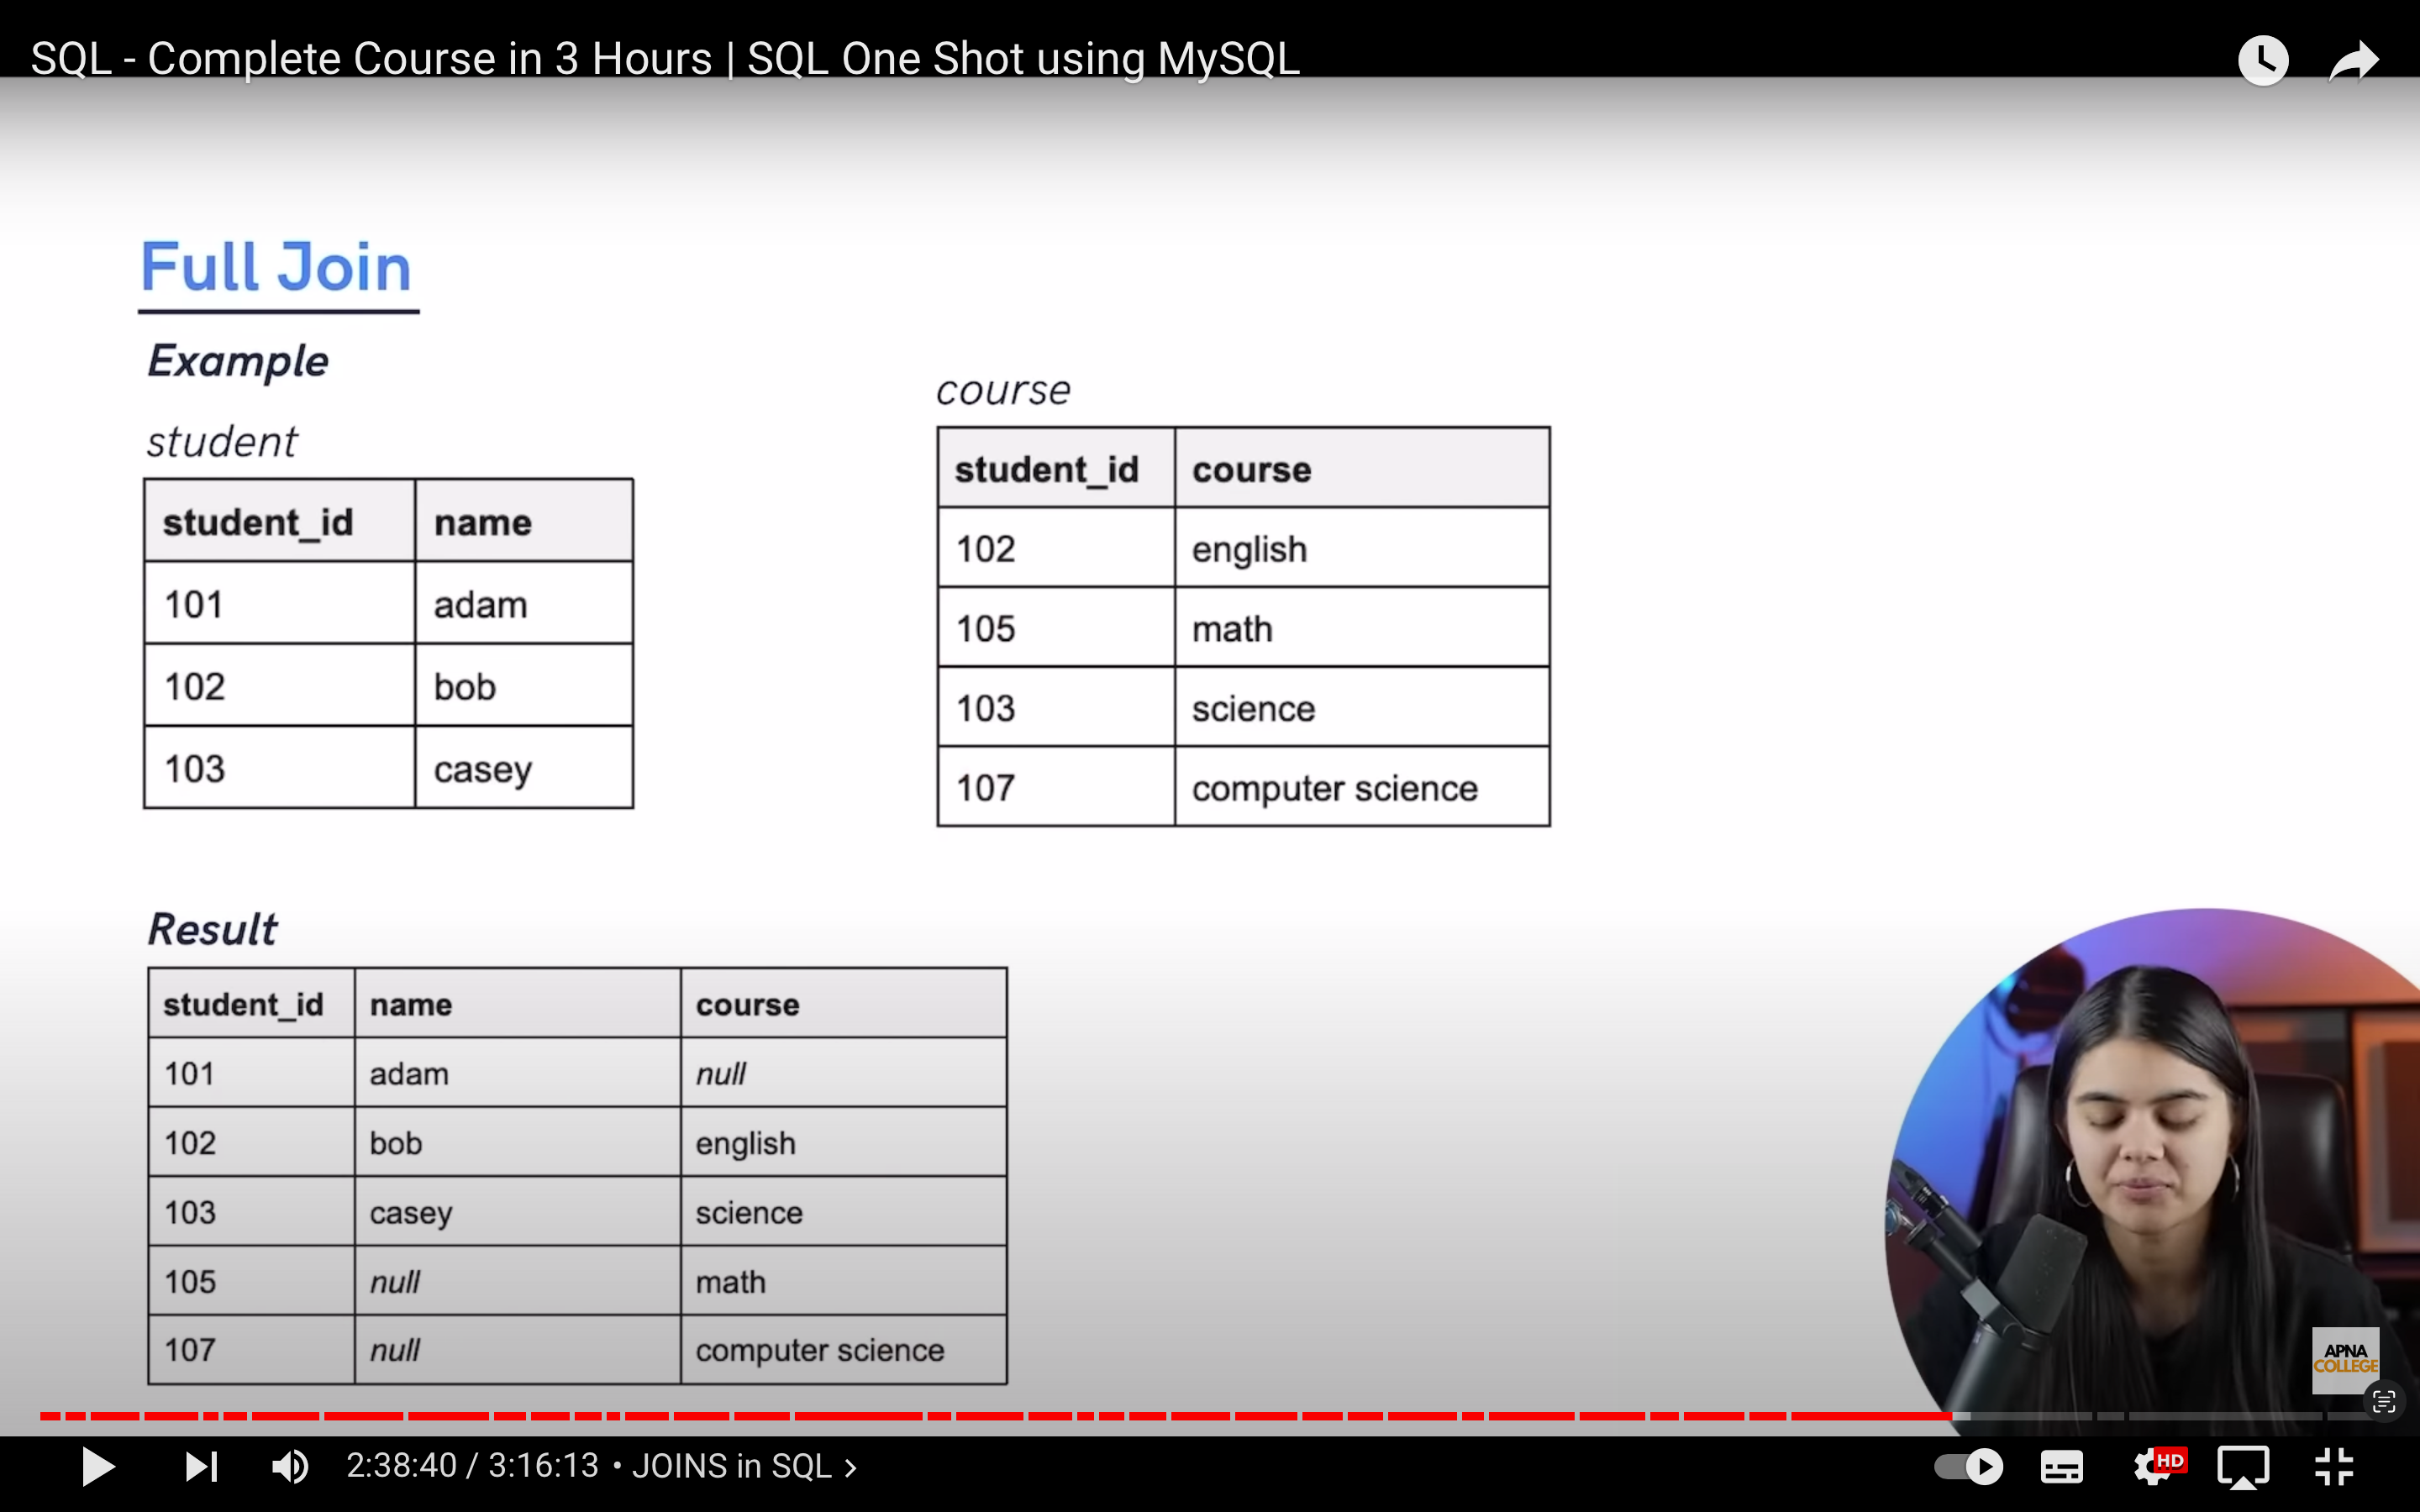 SQL - Complete Course in 3 Hours | SQL One Shot using MySQL
Full Join
Example
student
student_id name
101 adam
102 bob
103 casey
course
student_id course
102 english
105 math
103 science
107 computer science
Result
student_id name course
101 adam null
102 bob english
103 casey science
105 null math
107 null computer science
APNA
COLLEGE
2:38:40 / 3:16:13 • JOINS in SQL >
HD